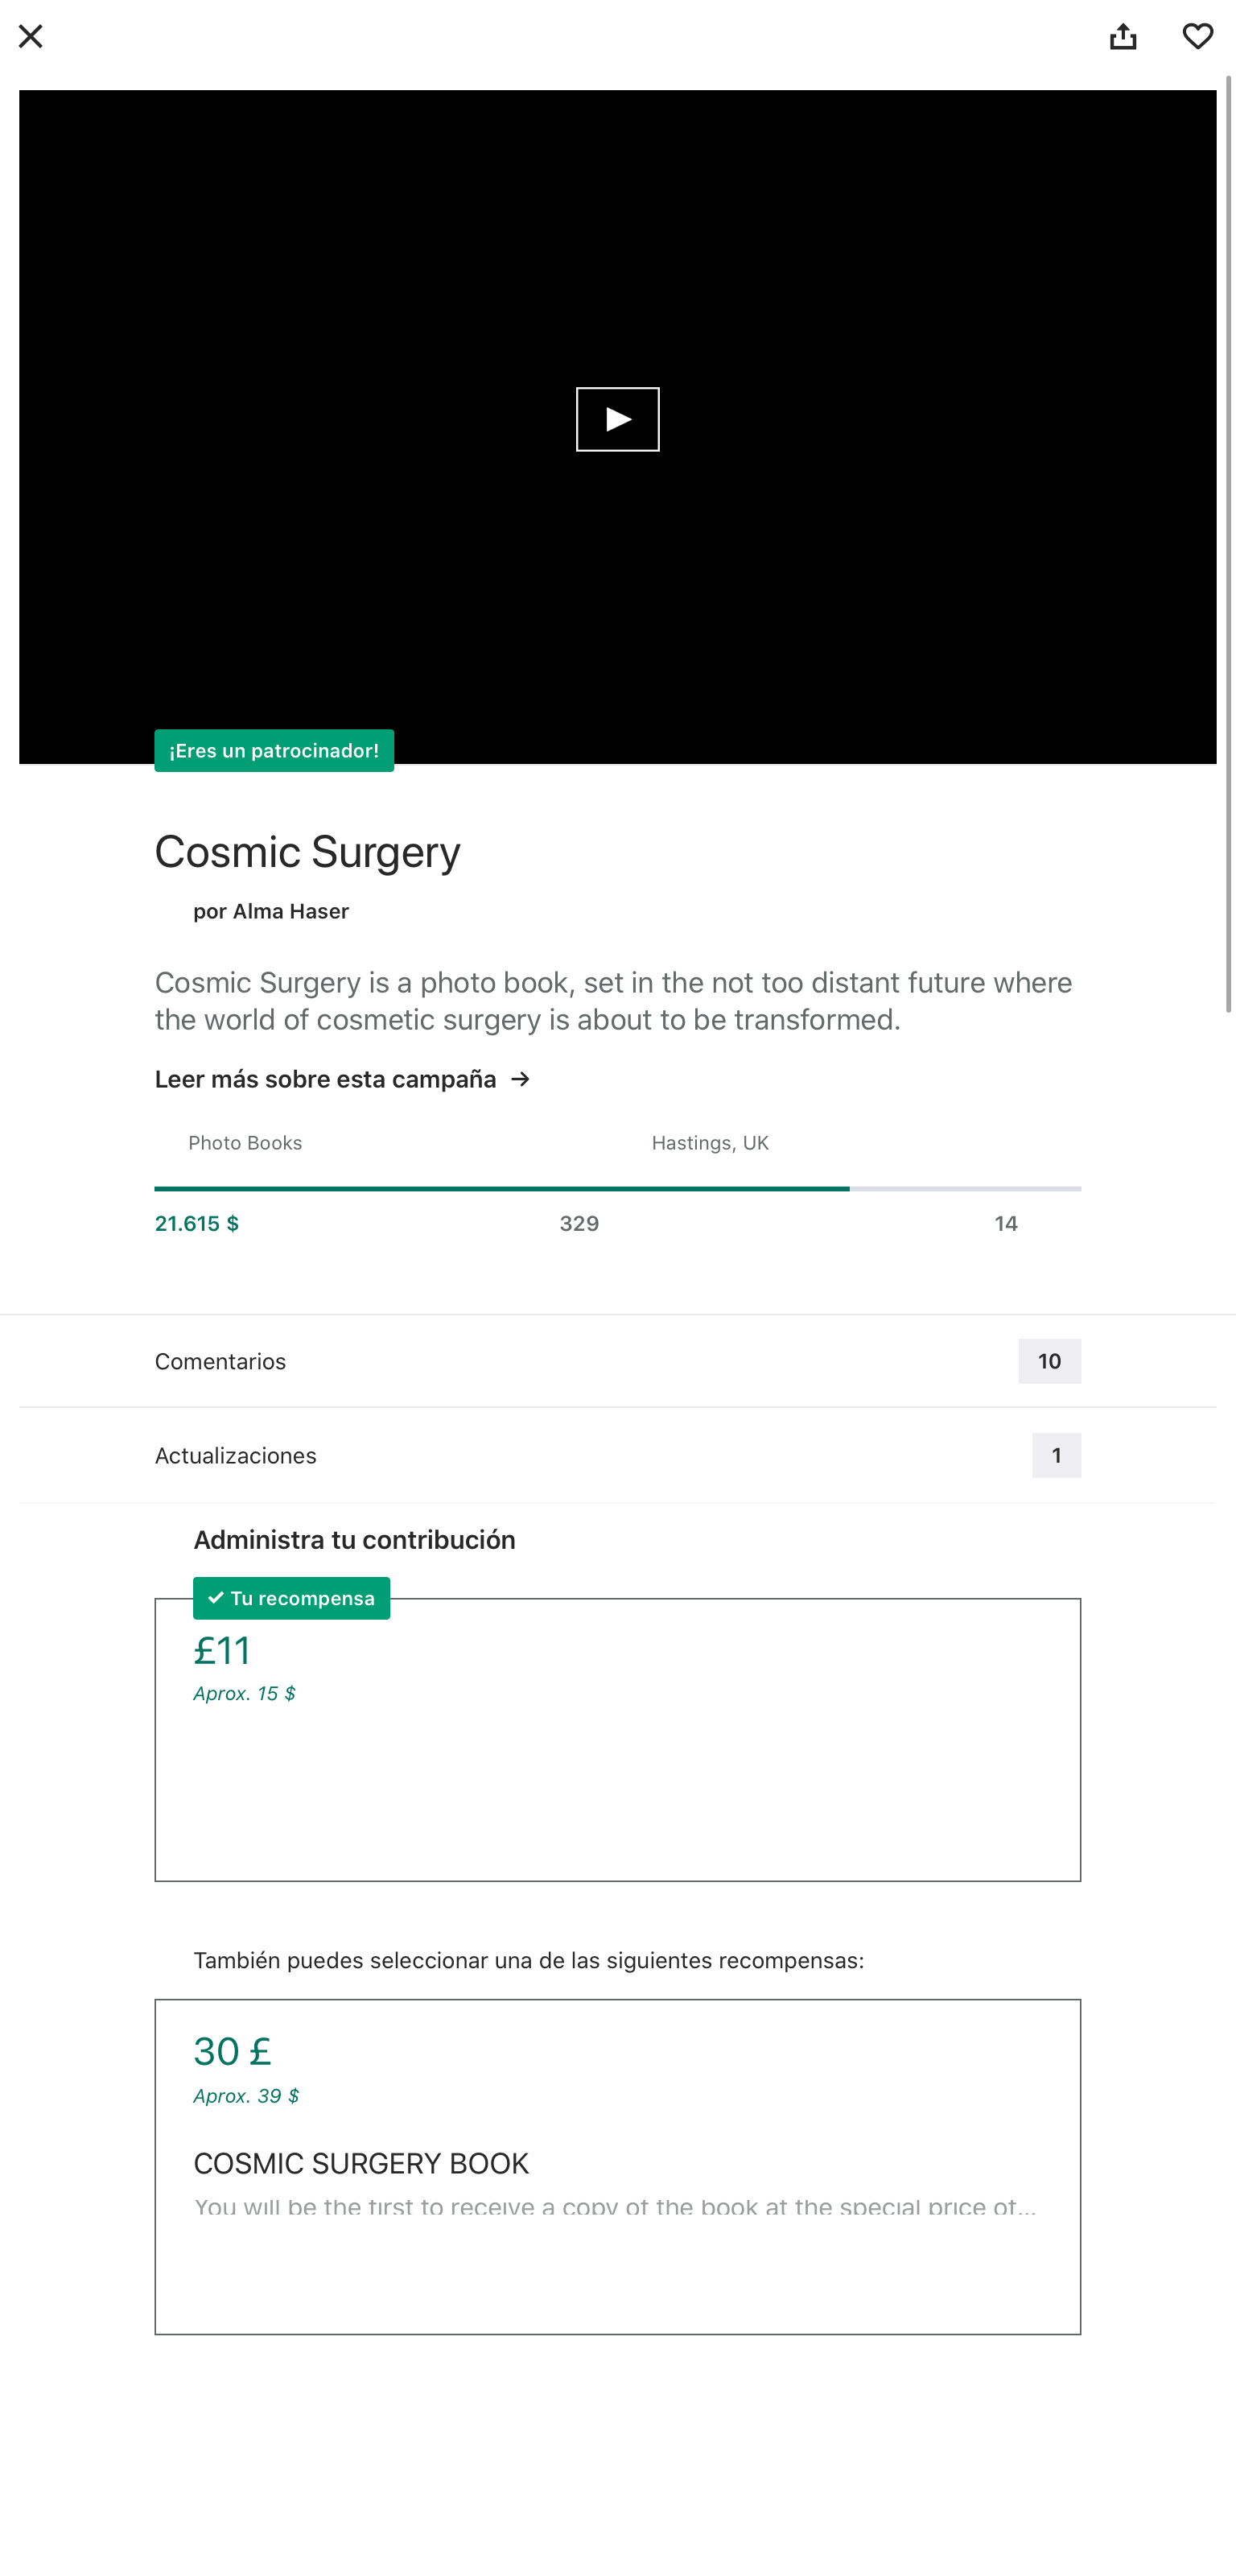 ¡Eres un patrocinador!
Cosmic Surgery
por Alma Haser
Cosmic Surgery is a photo book, set in the not too distant future where
the world of cosmetic surgery is about to be transformed.
Leer más sobre esta campaña →
Photo Books
Hastings, UK
21.615 $
329
14
Comentarios
10
Actualizaciones
1
Administra tu contribución
Tu recompensa
£11
Aprox. 15 $
También puedes seleccionar una de las siguientes recompensas:
30 £
Aprox. 39 $
COSMIC SURGERY BOOK
You will be the first to receive a copy of the book at the special price of...